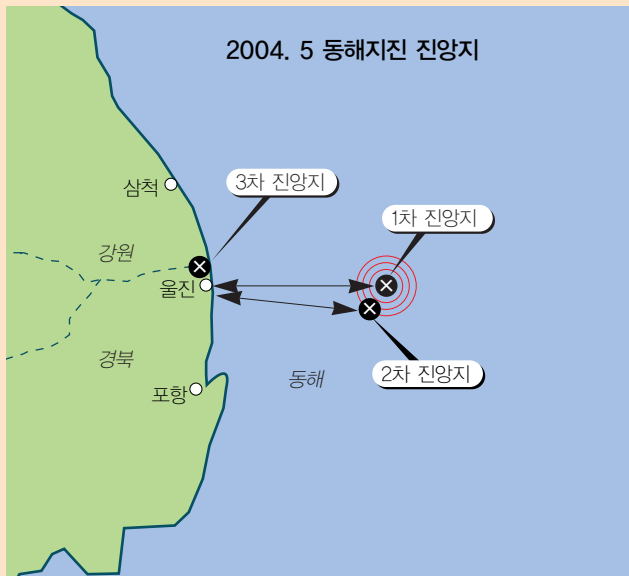 2004. 5 동해지진 진앙지
삼척
3차 진앙지
1차 진앙지
강원
울진
경북
동해
2차 진앙지
포항